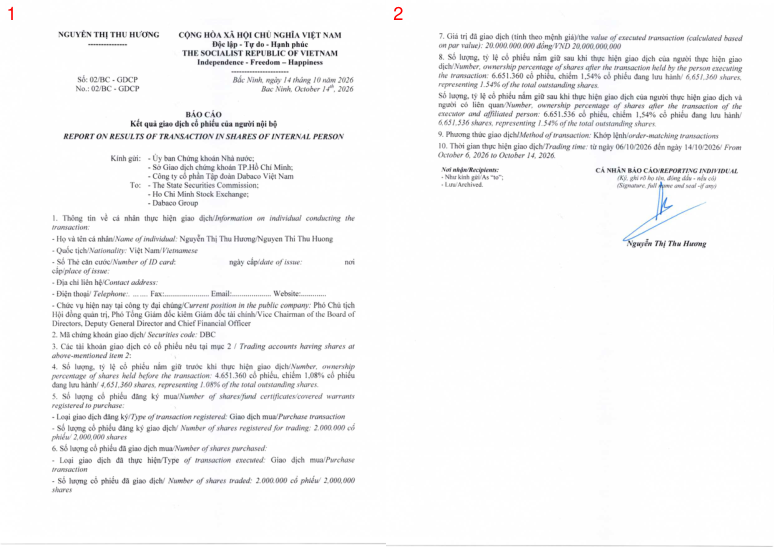 1
NGUYỄN THỊ THU HƯƠNG
---------------
CỘNG HÒA XÃ HỘI CHỦ NGHĨA VIỆT NAM
Độc lập - Tự do - Hạnh phúc
THE SOCIALIST REPUBLIC OF VIETNAM
Independence - Freedom – Happiness
----------------------
Số: 02/BC - GDCP
No.: 02/BC - GDCP
Bắc Ninh, ngày 14 tháng 10 năm 2026
Bac Ninh, October 14th, 2026
BÁO CÁO
Kết quả giao dịch cổ phiếu của người nội bộ
REPORT ON RESULTS OF TRANSACTION IN SHARES OF INTERNAL PERSON
Kính gửi: - Ủy ban Chứng khoán Nhà nước;
- Sở Giao dịch chứng khoán TP.Hồ Chí Minh;
- Công ty cổ phần Tập đoàn Dabaco Việt Nam
To: - The State Securities Commission;
- Ho Chi Minh Stock Exchange;
- Dabaco Group
1. Thông tin về cá nhân thực hiện giao dịch/Information on individual conducting the
transaction:
- Họ và tên cá nhân/Name of individual: Nguyễn Thị Thu Hương/Nguyen Thi Thu Huong
- Quốc tịch/Nationality: Việt Nam/Vietnamese
- Số Thẻ căn cước/Number of ID card: ngày cấp/date of issue: nơi
cấp/place of issue:
- Địa chỉ liên hệ/Contact address:
- Điện thoại/ Telephone:. ........ Fax:....................... Email:.................... Website:.............
- Chức vụ hiện nay tại công ty đại chúng/Current position in the public company: Phó Chủ tịch
Hội đồng quản trị, Phó Tổng Giám đốc kiêm Giám đốc tài chính/Vice Chairman of the Board of
Directors, Deputy General Director and Chief Financial Officer
2. Mã chứng khoán giao dịch/ Securities code: DBC
3. Các tài khoản giao dịch có cổ phiếu nêu tại mục 2 / Trading accounts having shares at
above-mentioned item 2:
4. Số lượng, tỷ lệ cổ phiếu nắm giữ trước khi thực hiện giao dịch/Number, ownership
percentage of shares held before the transaction: 4.651.360 cổ phiếu, chiếm 1,08% cổ phiếu
đang lưu hành/ 4,651,360 shares, representing 1.08% of the total outstanding shares.
5. Số lượng cổ phiếu đăng ký mua/Number of shares/fund certificates/covered warrants
registered to purchase:
- Loại giao dịch đăng ký/Type of transaction registered: Giao dịch mua/Purchase transaction
- Số lượng cổ phiếu đăng ký giao dịch/ Number of shares registered for trading: 2.000.000 cổ
phiếu/ 2,000,000 shares
6. Số lượng cổ phiếu đã giao dịch mua/Number of shares purchased:
- Loại giao dịch đã thực hiện/Type of transaction executed: Giao dịch mua/Purchase
transaction
- Số lượng cổ phiếu đã giao dịch/ Number of shares traded: 2.000.000 cổ phiếu/ 2,000,000
shares
2
7. Giá trị đã giao dịch (tính theo mệnh giá)/the value of executed transaction (calculated based
on par value): 20.000.000.000 đồng/VND 20,000,000,000
8. Số lượng, tỷ lệ cổ phiếu nắm giữ sau khi thực hiện giao dịch của người thực hiện giao
dịch/Number, ownership percentage of shares after the transaction held by the person executing
the transaction: 6.651.360 cổ phiếu, chiếm 1,54% cổ phiếu đang lưu hành/ 6.651.360 shares,
representing 1.54% of the total outstanding shares.
Số lượng, tỷ lệ cổ phiếu nắm giữ sau khi thực hiện giao dịch của người thực hiện giao dịch và
người có liên quan/Number, ownership percentage of shares after the transaction of the
executor and affiliated person: 6.651.536 cổ phiếu, chiếm 1,54% cổ phiếu đang lưu hành/
6,651,536 shares, representing 1.54% of the total outstanding shares.
9. Phương thức giao dịch/Method of transaction: Khớp lệnh/order-matching transactions
10. Thời gian thực hiện giao dịch/Trading time: từ ngày 06/10/2026 đến ngày 14/10/2026/ From
October 6, 2026 to October 14, 2026.
Nơi nhận/Recipients:
- Như kính gửi/As "to";
- Lưu/Archived.
CÁ NHÂN BÁO CÁO/REPORTING INDIVIDUAL
(Ký, ghi rõ họ tên, đóng dấu - nếu có)
(Signature, full name and seal -if any)
Nguyễn Thị Thu Hương